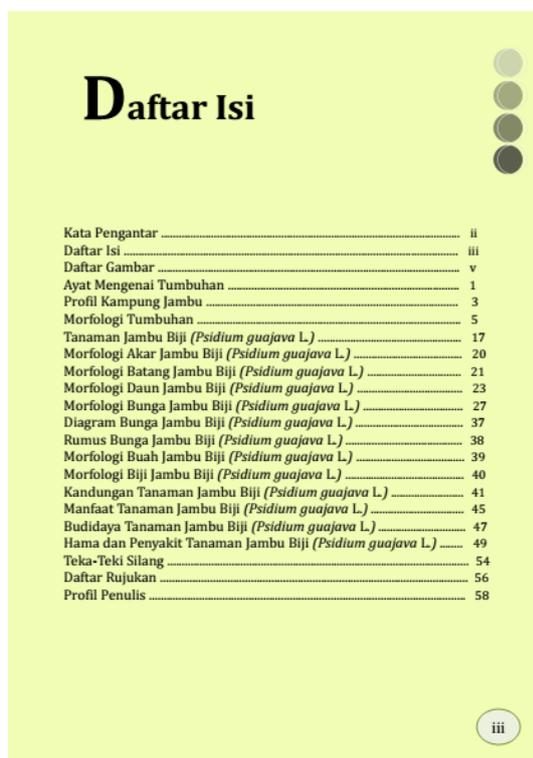 Daftar Isi
Kata Pengantar ........ ii
Daftar Isi ........ iii
Daftar Gambar ........ v
Ayat Mengenai Tumbuhan ........ 1
Profil Kampung Jambu ........ 3
Morfologi Tumbuhan ........ 5
Tanaman Jambu Biji (Psidium guajava L.) ........ 17
Morfologi Akar Jambu Biji (Psidium guajava L.) ........ 20
Morfologi Batang Jambu Biji (Psidium guajava L.) ........ 21
Morfologi Daun Jambu Biji (Psidium guajava L.) ........ 23
Morfologi Bunga Jambu Biji (Psidium guajava L.) ........ 27
Diagram Bunga Jambu Biji (Psidium guajava L.) ........ 37
Rumus Bunga Jambu Biji (Psidium guajava L.) ........ 38
Morfologi Buah Jambu Biji (Psidium guajava L.) ........ 39
Morfologi Biji Jambu Biji (Psidium guajava L.) ........ 40
Kandungan Tanaman Jambu Biji (Psidium guajava L.) ........ 41
Manfaat Tanaman Jambu Biji (Psidium guajava L.) ........ 45
Budidaya Tanaman Jambu Biji (Psidium guajava L.) ........ 47
Hama dan Penyakit Tanaman Jambu Biji (Psidium guajava L.) ........ 49
Teka-Teki Silang ........ 54
Daftar Rujukan ........ 56
Profil Penulis ........ 58
iii